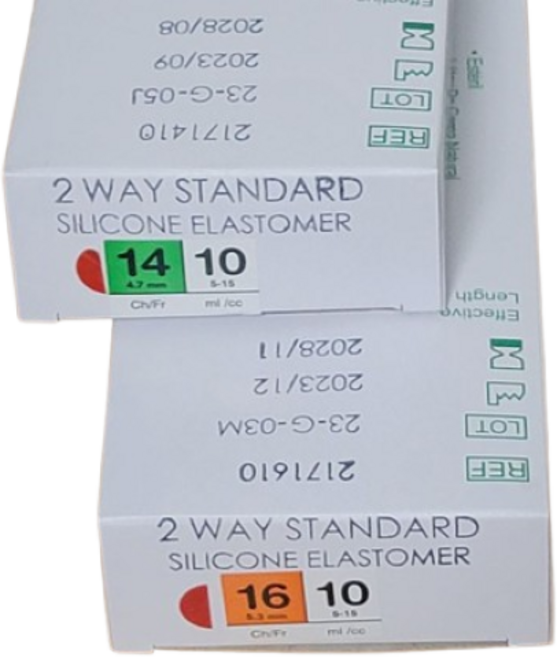 Effective
2028/08
2023/09
LOT 23-G-05J
REF 2171410
2 WAY STANDARD
SILICONE ELASTOMER
14 10
4.7 mm 5-15
Ch/Fr ml /cc
Effective
Length
2028/11
2023/12
LOT 23-G-03M
REF 2171610
2 WAY STANDARD
SILICONE ELASTOMER
16 10
5.3 mm 5-15
Ch/Fr ml /cc